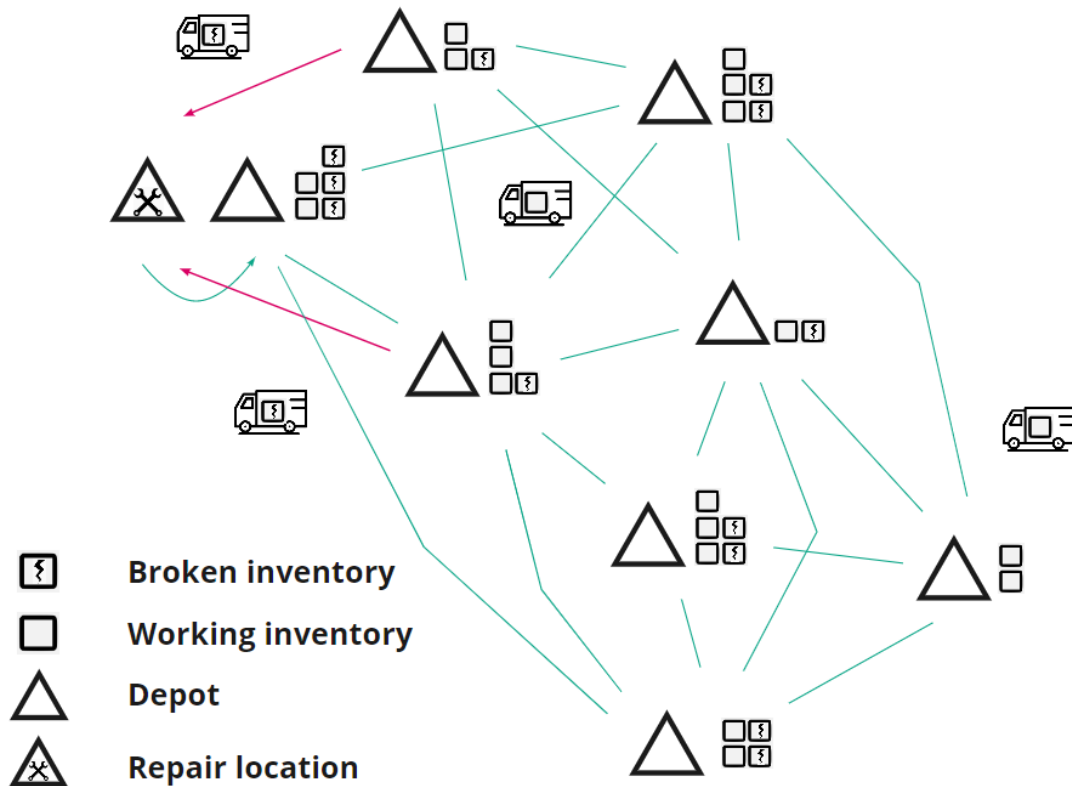 Broken inventory
Working inventory
Depot
Repair location